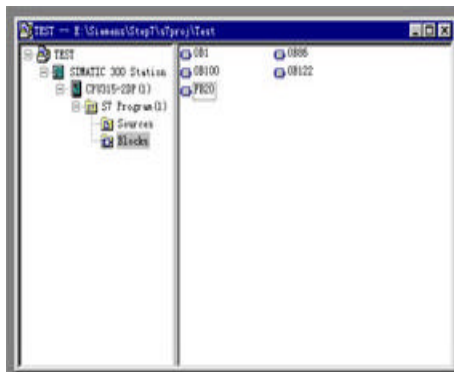 TEST -- E:\Siemens\Step7\s7proj\Test
TEST
SIMATIC 300 Station
CPU315-2DP(1)
S7 Program(1)
Sources
Blocks
OB1
OB86
OB100
OB122
FB20